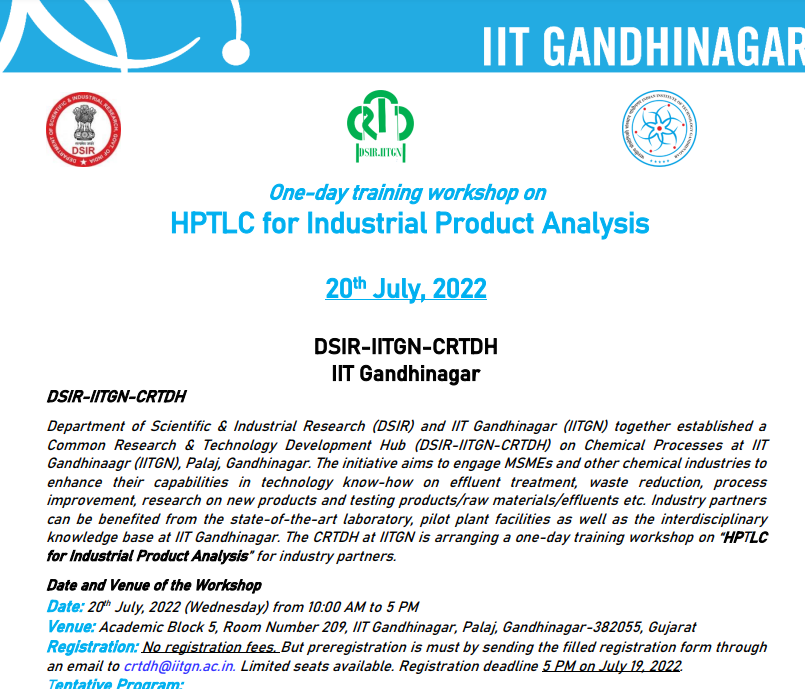 IIT GANDHINAGAR
DSIR
DSIR-IITGN
One-day training workshop on
HPTLC for Industrial Product Analysis
20th July, 2022
DSIR-IITGN-CRTDH
IIT Gandhinagar
DSIR-IITGN-CRTDH
Department of Scientific & Industrial Research (DSIR) and IIT Gandhinagar (IITGN) together established a
Common Research & Technology Development Hub (DSIR-IITGN-CRTDH) on Chemical Processes at IIT
Gandhinaagr (IITGN), Palaj, Gandhinagar. The initiative aims to engage MSMEs and other chemical industries to
enhance their capabilities in technology know-how on effluent treatment, waste reduction, process
improvement, research on new products and testing products/raw materials/effluents etc. Industry partners
can be benefited from the state-of-the-art laboratory, pilot plant facilities as well as the interdisciplinary
knowledge base at IIT Gandhinagar. The CRTDH at IITGN is arranging a one-day training workshop on "HPTLC
for Industrial Product Analysis" for industry partners.
Date and Venue of the Workshop
Date: 20th July, 2022 (Wednesday) from 10:00 AM to 5 PM
Venue: Academic Block 5, Room Number 209, IIT Gandhinagar, Palaj, Gandhinagar-382055, Gujarat
Registration: No registration fees. But preregistration is must by sending the filled registration form through
an email to crtdh@iitgn.ac.in. Limited seats available. Registration deadline 5 PM on July 19, 2022.
Tentative Program: